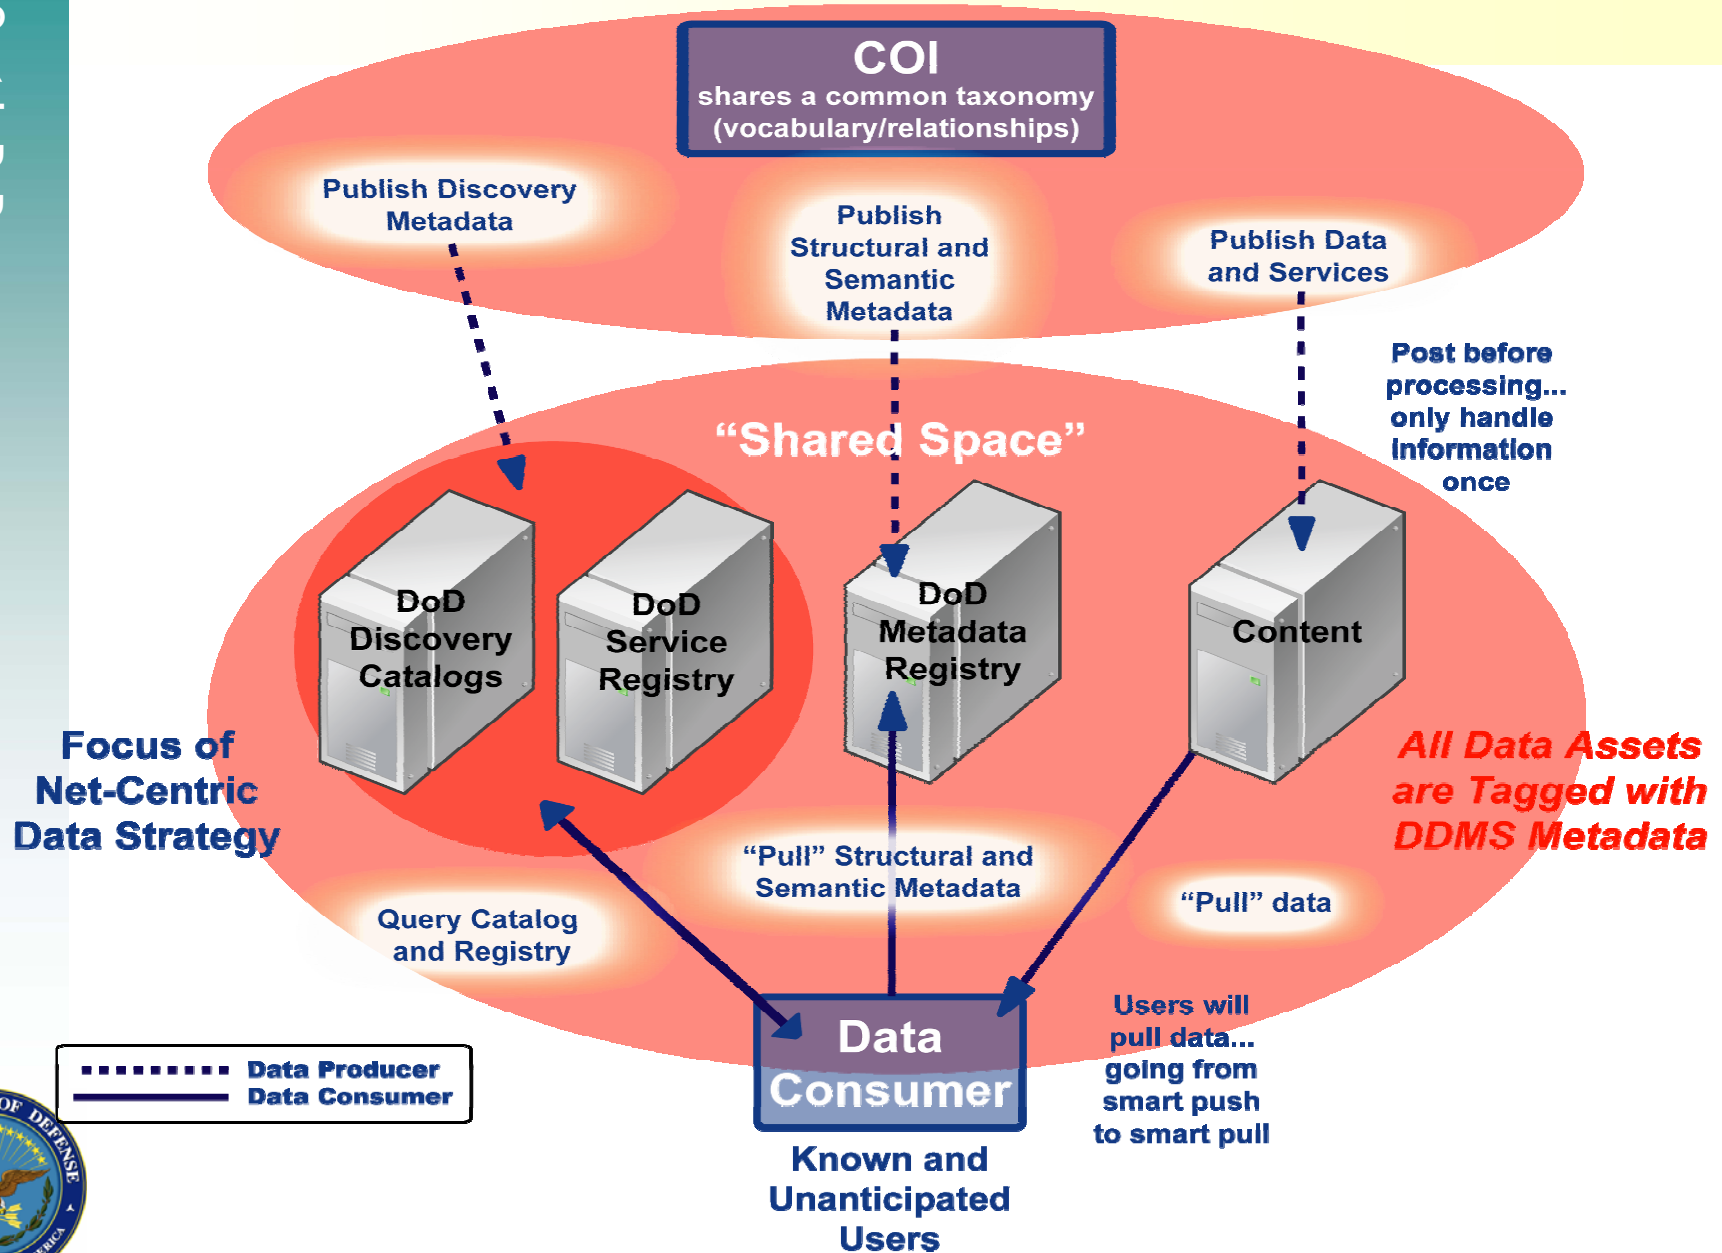 COI
shares a common taxonomy
(vocabulary/relationships)
Publish Discovery
Metadata
Publish
Structural and
Semantic
Metadata
Publish Data
and Services
Post before
processing...
only handle
information
once
“Shared Space”
DoD
Discovery
Catalogs
DoD
Service
Registry
DoD
Metadata
Registry
Content
Focus of
Net-Centric
Data Strategy
All Data Assets
are Tagged with
DDMS Metadata
“Pull” Structural and
Semantic Metadata
“Pull” data
Query Catalog
and Registry
Data
Consumer
Users will
pull data...
going from
smart push
to smart pull
Data Producer
Data Consumer
Known and
Unanticipated
Users
OF DEFENSE